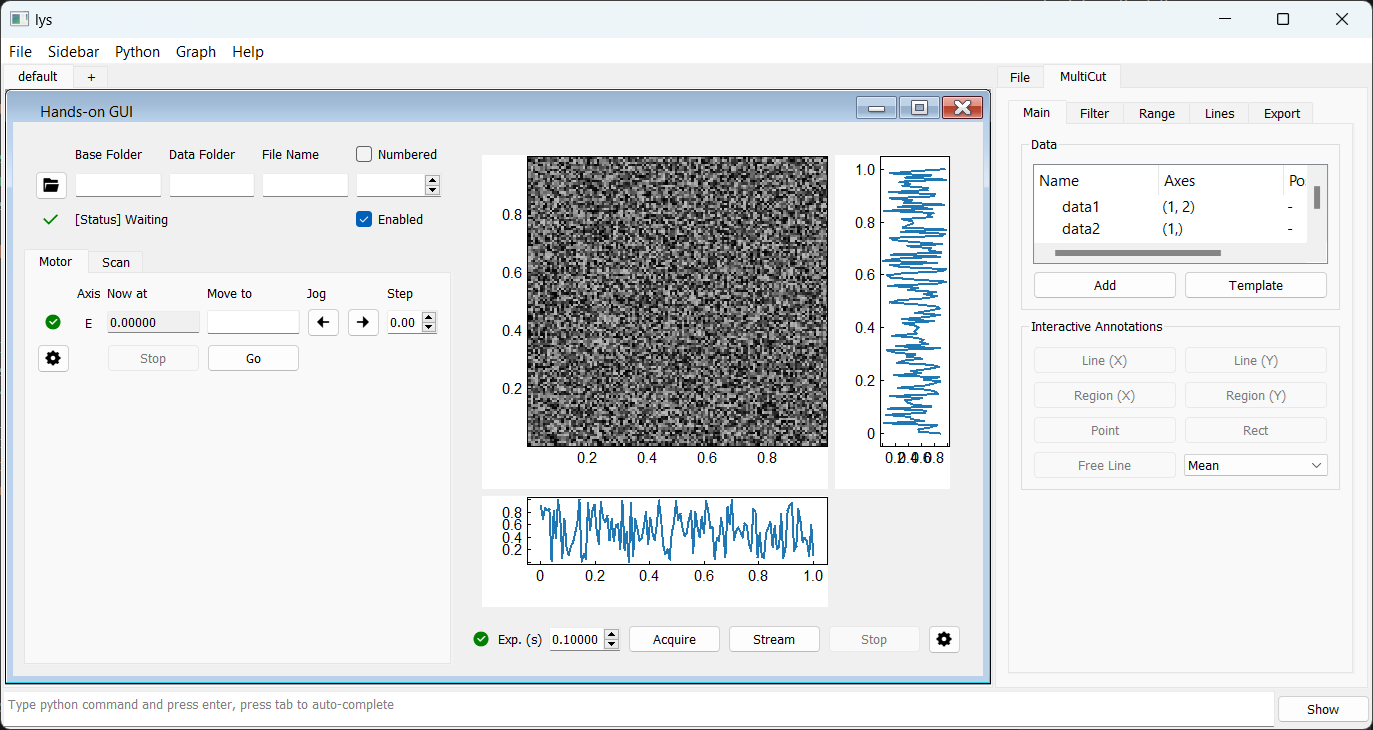 lys
File Sidebar Python Graph Help
default +
File MultiCut
Hands-on GUI
Base Folder Data Folder File Name Numbered
[Status] Waiting Enabled
Motor Scan
Axis Now at Move to Jog Step
E 0.00000 0.00
Stop Go
0.8
0.6
0.4
0.2
0.2 0.4 0.6 0.8
1.0
0.8
0.6
0.4
0.2
0
0.2 0.4 0.6 0.8
0.8
0.6
0.4
0.2
0 0.2 0.4 0.6 0.8 1.0
Exp. (s) 0.10000 Acquire Stream Stop
Main Filter Range Lines Export
Data
Name Axes Po
data1 (1, 2) -
data2 (1,) -
Add Template
Interactive Annotations
Line (X) Line (Y)
Region (X) Region (Y)
Point Rect
Free Line Mean
Type python command and press enter, press tab to auto-complete
Show